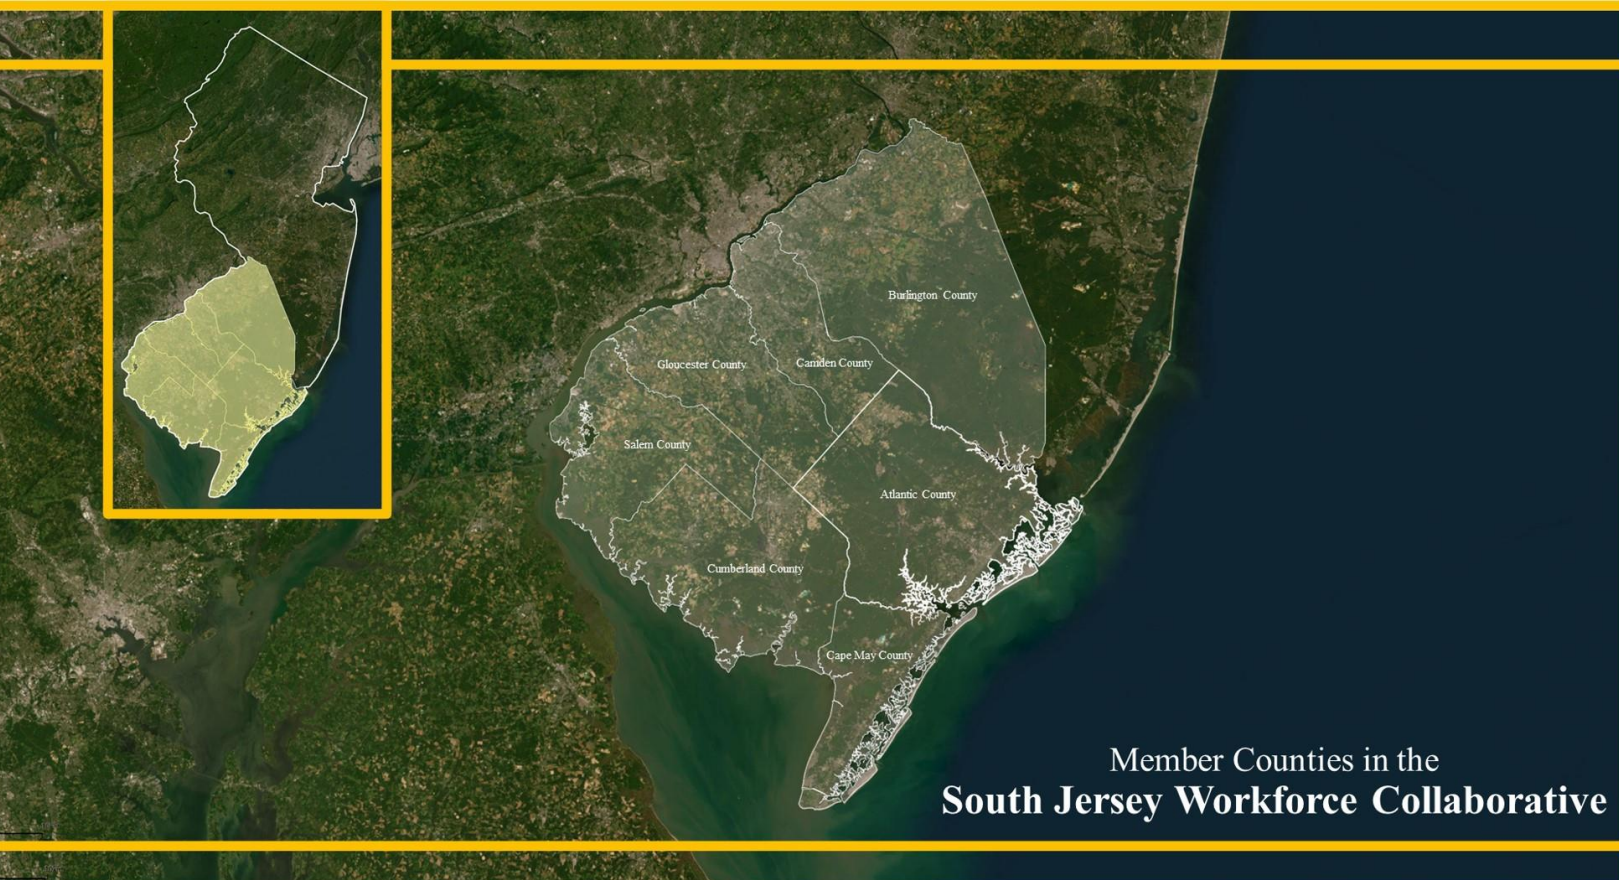 Burlington County
Gloucester County
Camden County
Salem County
Atlantic County
Cumberland County
Cape May County
Member Counties in the
South Jersey Workforce Collaborative